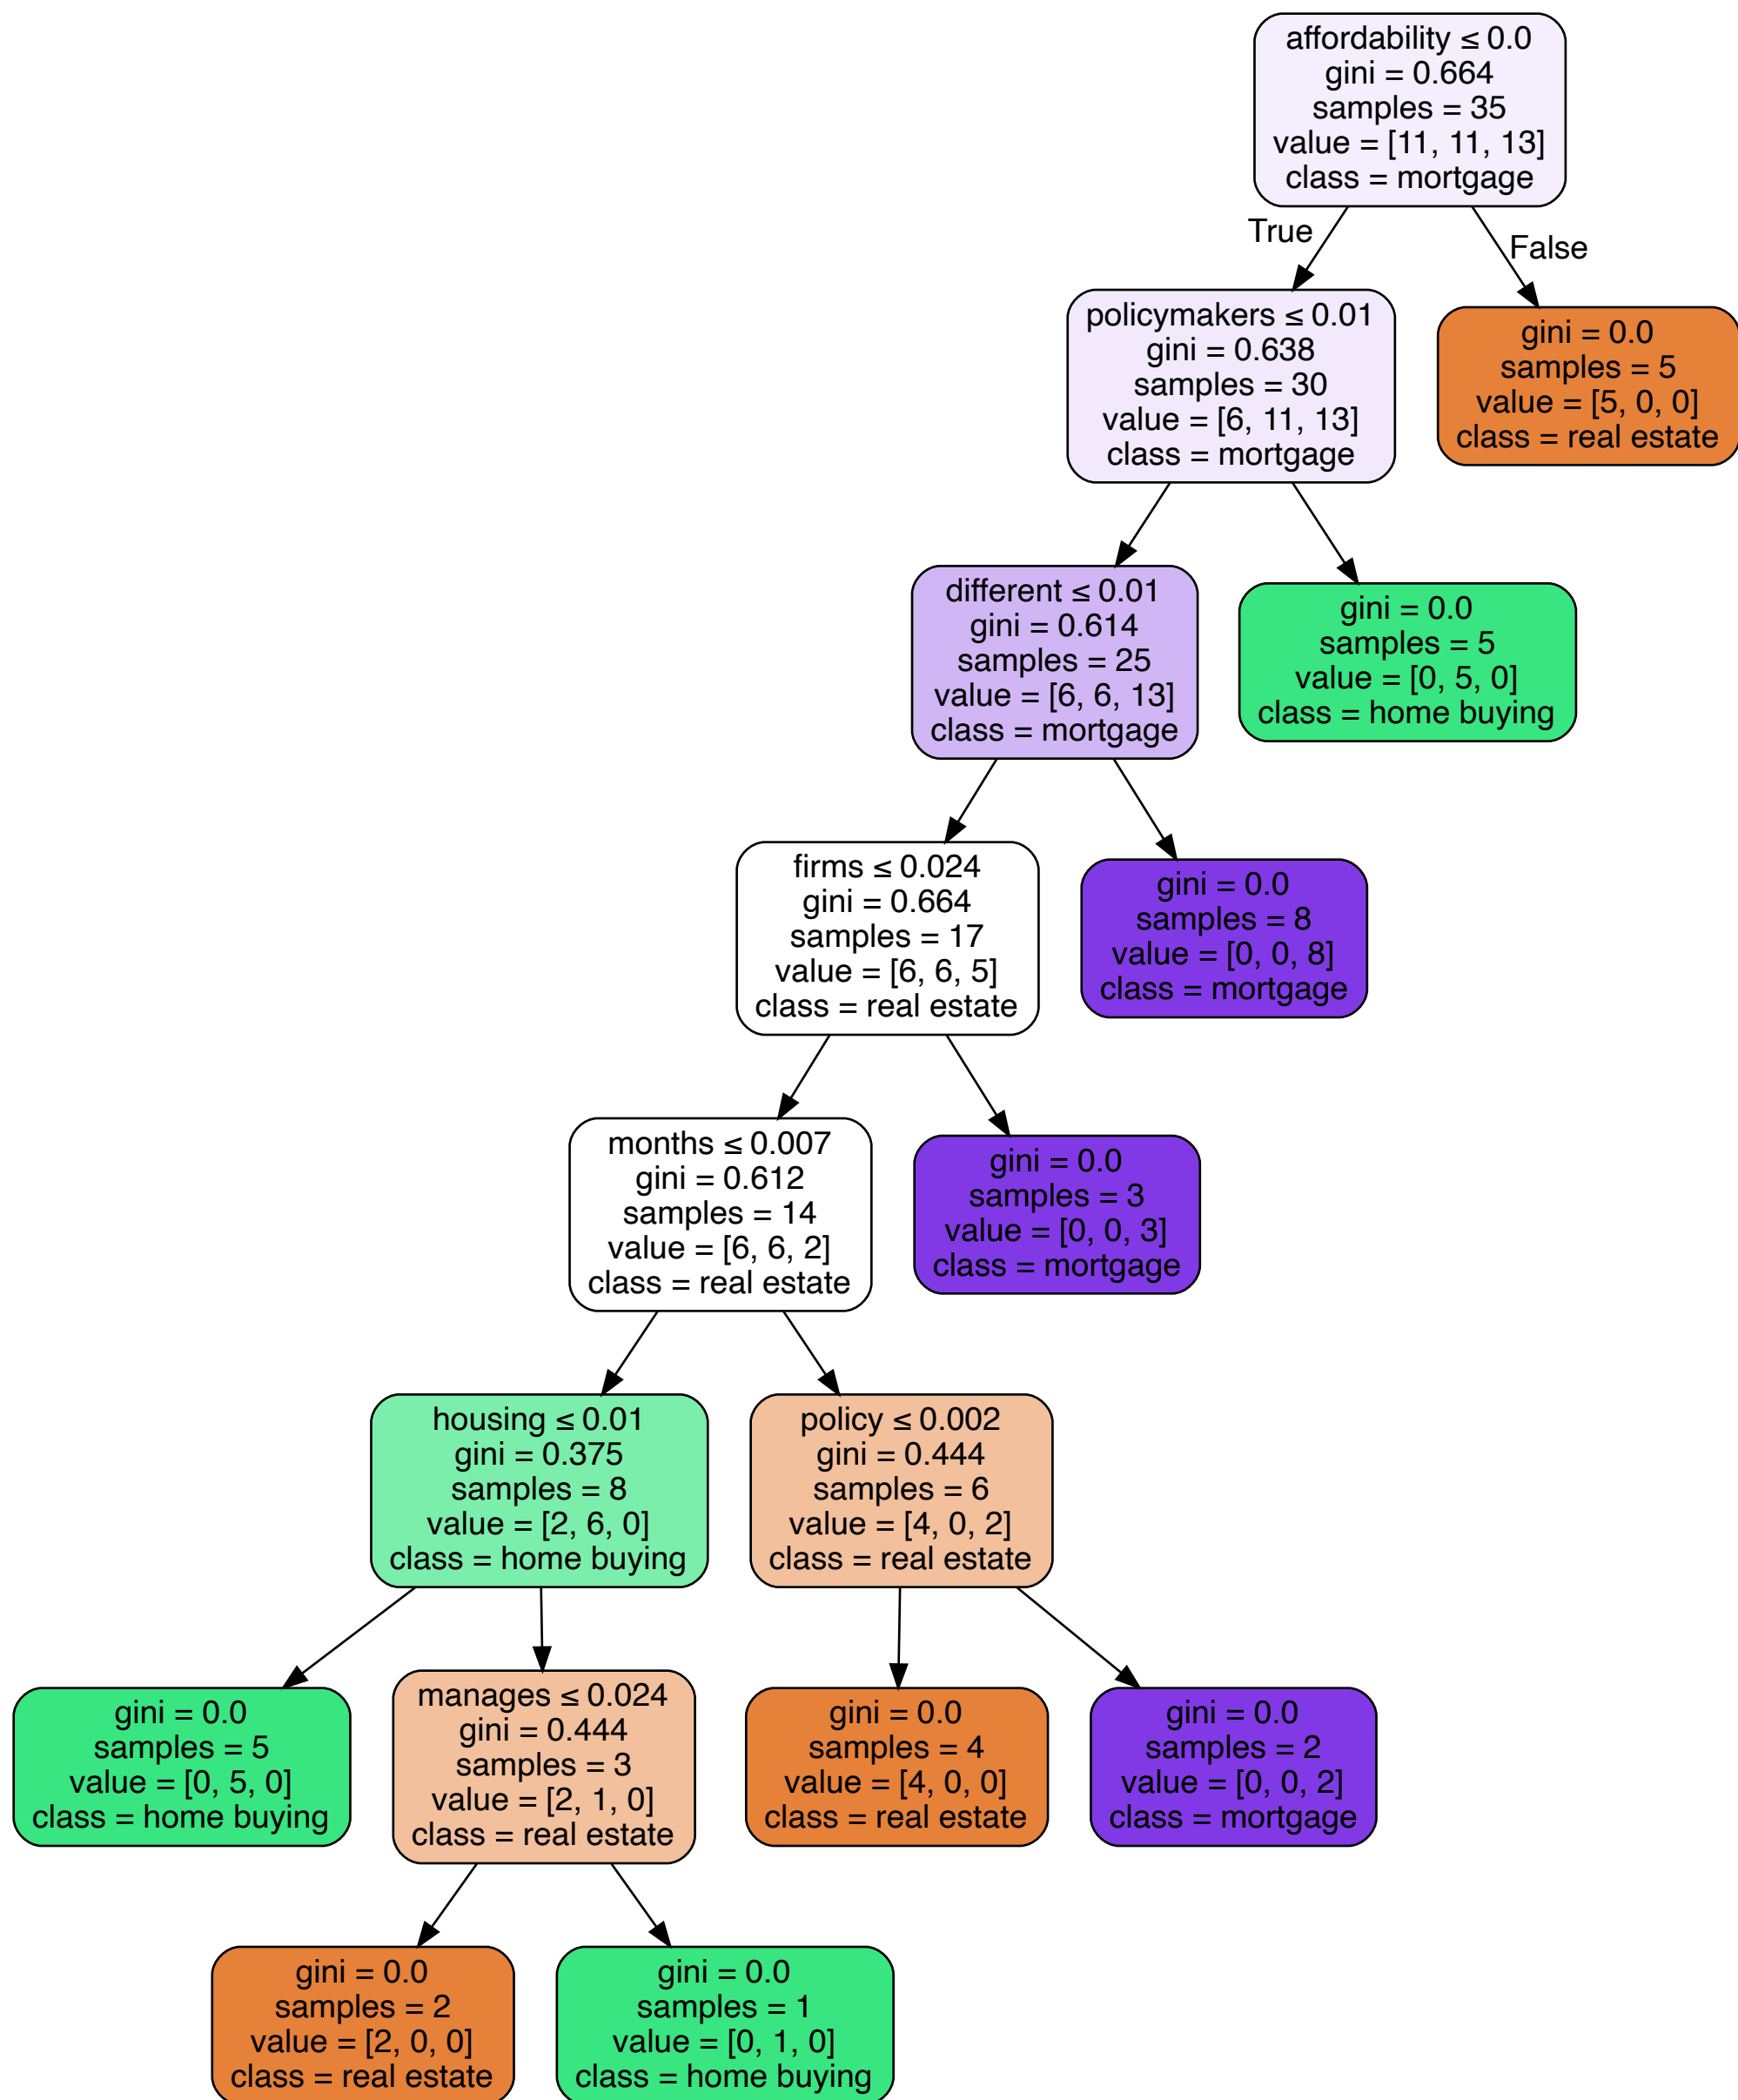 affordability ≤ 0.0
gini = 0.664
samples = 35
value = [11, 11, 13]
class = mortgage
True
False
policymakers ≤ 0.01
gini = 0.638
samples = 30
value = [6, 11, 13]
class = mortgage
gini = 0.0
samples = 5
value = [5, 0, 0]
class = real estate
different ≤ 0.01
gini = 0.614
samples = 25
value = [6, 6, 13]
class = mortgage
gini = 0.0
samples = 5
value = [0, 5, 0]
class = home buying
firms ≤ 0.024
gini = 0.664
samples = 17
value = [6, 6, 5]
class = real estate
gini = 0.0
samples = 8
value = [0, 0, 8]
class = mortgage
months ≤ 0.007
gini = 0.612
samples = 14
value = [6, 6, 2]
class = real estate
gini = 0.0
samples = 3
value = [0, 0, 3]
class = mortgage
housing ≤ 0.01
gini = 0.375
samples = 8
value = [2, 6, 0]
class = home buying
policy ≤ 0.002
gini = 0.444
samples = 6
value = [4, 0, 2]
class = real estate
gini = 0.0
samples = 5
value = [0, 5, 0]
class = home buying
manages ≤ 0.024
gini = 0.444
samples = 3
value = [2, 1, 0]
class = real estate
gini = 0.0
samples = 4
value = [4, 0, 0]
class = real estate
gini = 0.0
samples = 2
value = [0, 0, 2]
class = mortgage
gini = 0.0
samples = 2
value = [2, 0, 0]
class = real estate
gini = 0.0
samples = 1
value = [0, 1, 0]
class = home buying